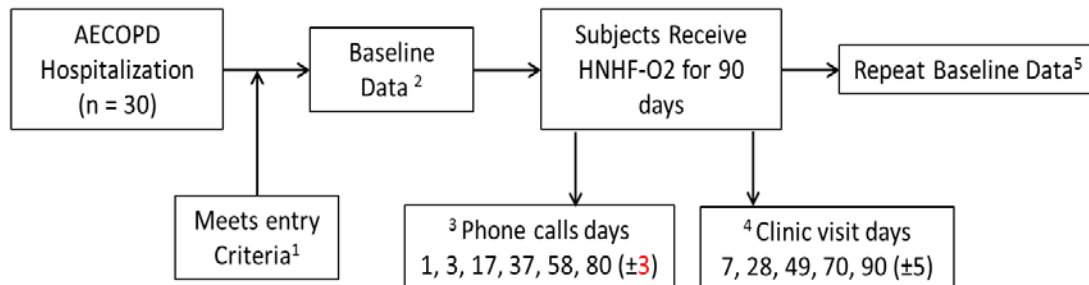 AECOPD
Hospitalization
(n = 30)
Baseline
Data 2
Subjects Receive
HNHF-O2 for 90
days
Repeat Baseline Data5
Meets entry
Criteria1
3 Phone calls days
1, 3, 17, 37, 58, 80 (±3)
4 Clinic visit days
7, 28, 49, 70, 90 (±5)